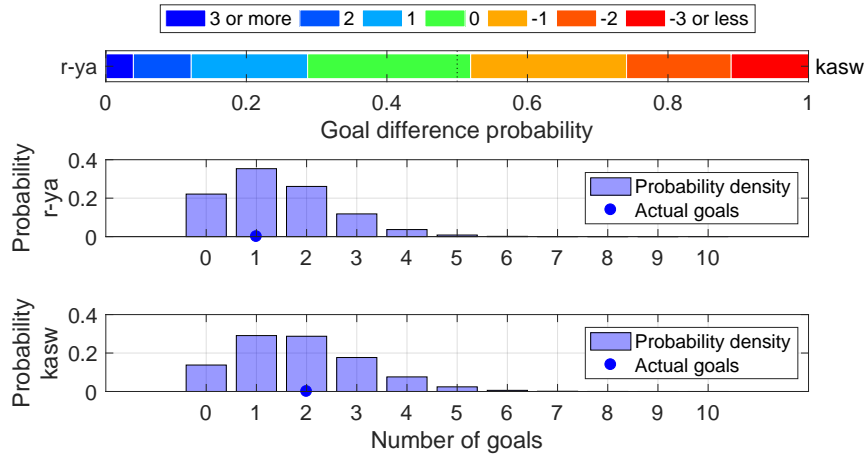 3 or more 2 1 0 -1 -2 -3 or less
r-ya kasw
0 0.2 0.4 0.6 0.8 1
Goal difference probability
Probability
r-ya
0.4
0.2
0
Probability density
Actual goals
0 1 2 3 4 5 6 7 8 9 10
Probability
kasw
0.4
0.2
0
Probability density
Actual goals
0 1 2 3 4 5 6 7 8 9 10
Number of goals